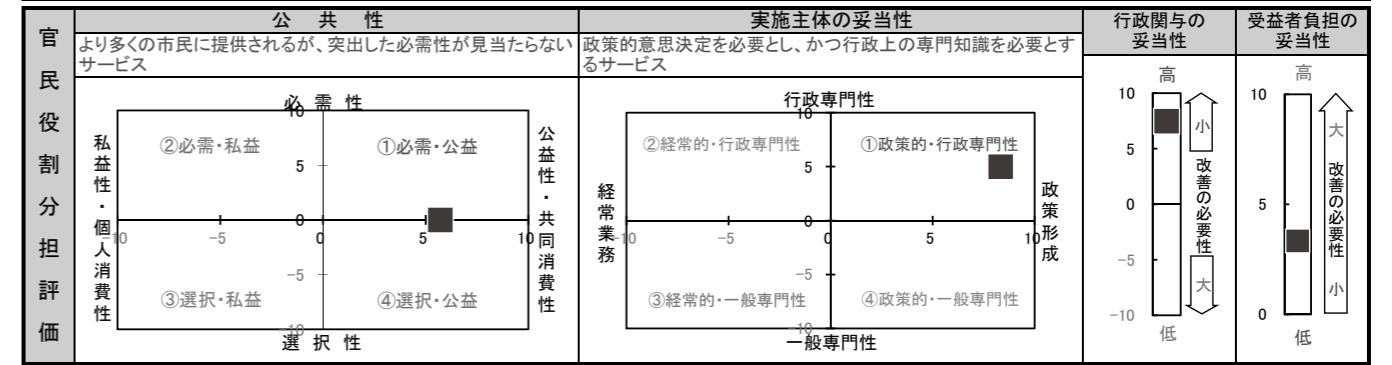 官民役割分担評価
公 共 性
より多くの市民に提供されるが、突出した必需性が見当たらない
サービス
必 需 性
10
②必需・私益
①必需・公益
5
私益性・個人消費性
公益性・共同消費性
0
-10
-5
0
5
10
-5
③選択・私益
④選択・公益
-10
選 択 性
実施主体の妥当性
政策的意思決定を必要とし、かつ行政上の専門知識を必要とす
るサービス
行政専門性
10
②経常的・行政専門性
①政策的・行政専門性
5
経常業務
政策形成
0
-10
-5
0
5
10
-5
③経常的・一般専門性
④政策的・一般専門性
-10
一般専門性
行政関与の
妥当性
高
10
5
0
-5
-10
低
小
改善の必要性
大
受益者負担の
妥当性
高
10
5
0
低
大
改善の必要性
小